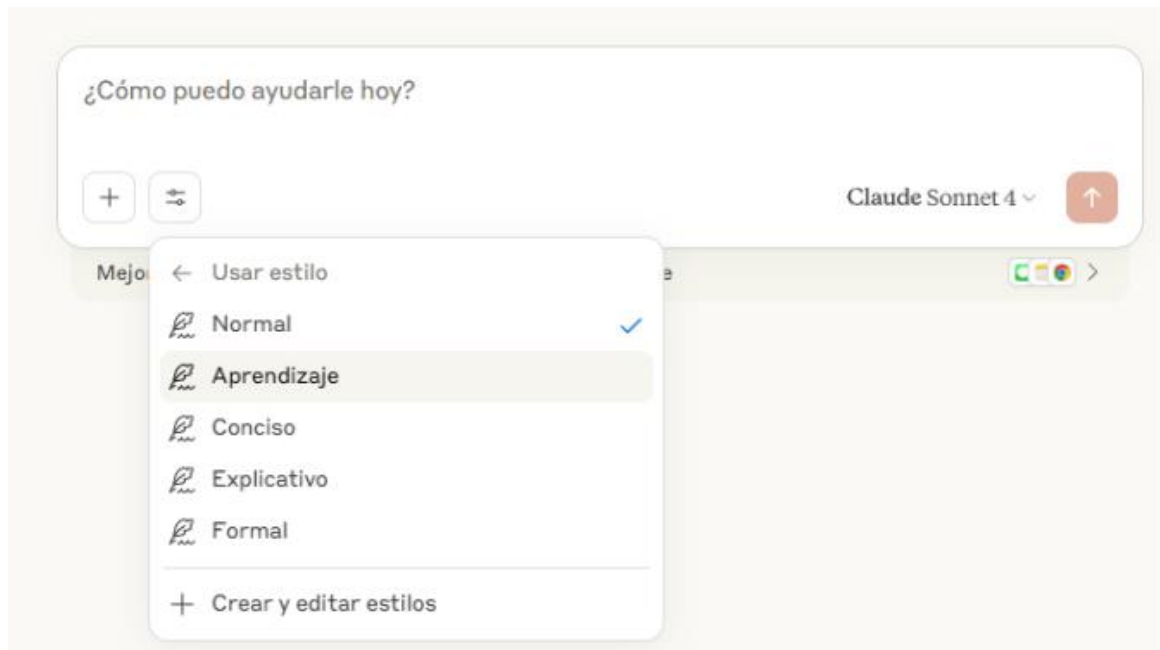 ¿Cómo puedo ayudarle hoy?
Claude Sonnet 4
Usar estilo
Normal
Aprendizaje
Conciso
Explicativo
Formal
Crear y editar estilos